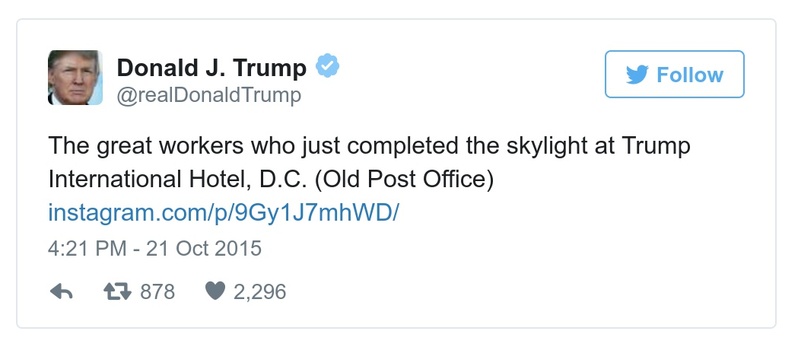 Donald J. Trump
@realDonaldTrump
Follow
The great workers who just completed the skylight at Trump
International Hotel, D.C. (Old Post Office)
instagram.com/p/9Gy1J7mhWD/
4:21 PM - 21 Oct 2015
878 2,296